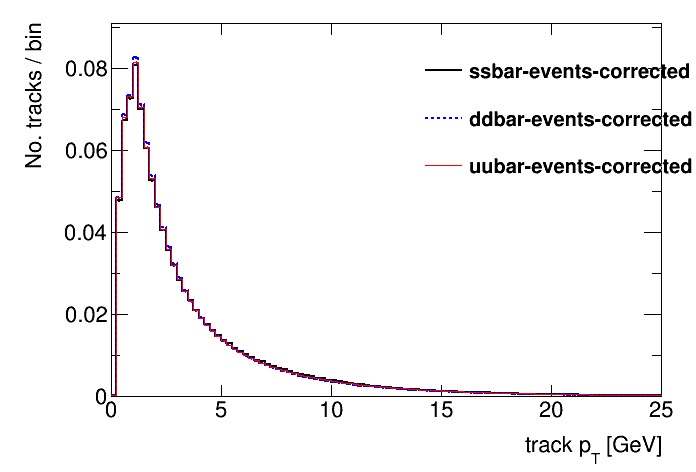 No. tracks / bin
0.08
0.06
0.04
0.02
0
ssbar-events-corrected
ddbar-events-corrected
uubar-events-corrected
0 5 10 15 20 25
track p_T [GeV]